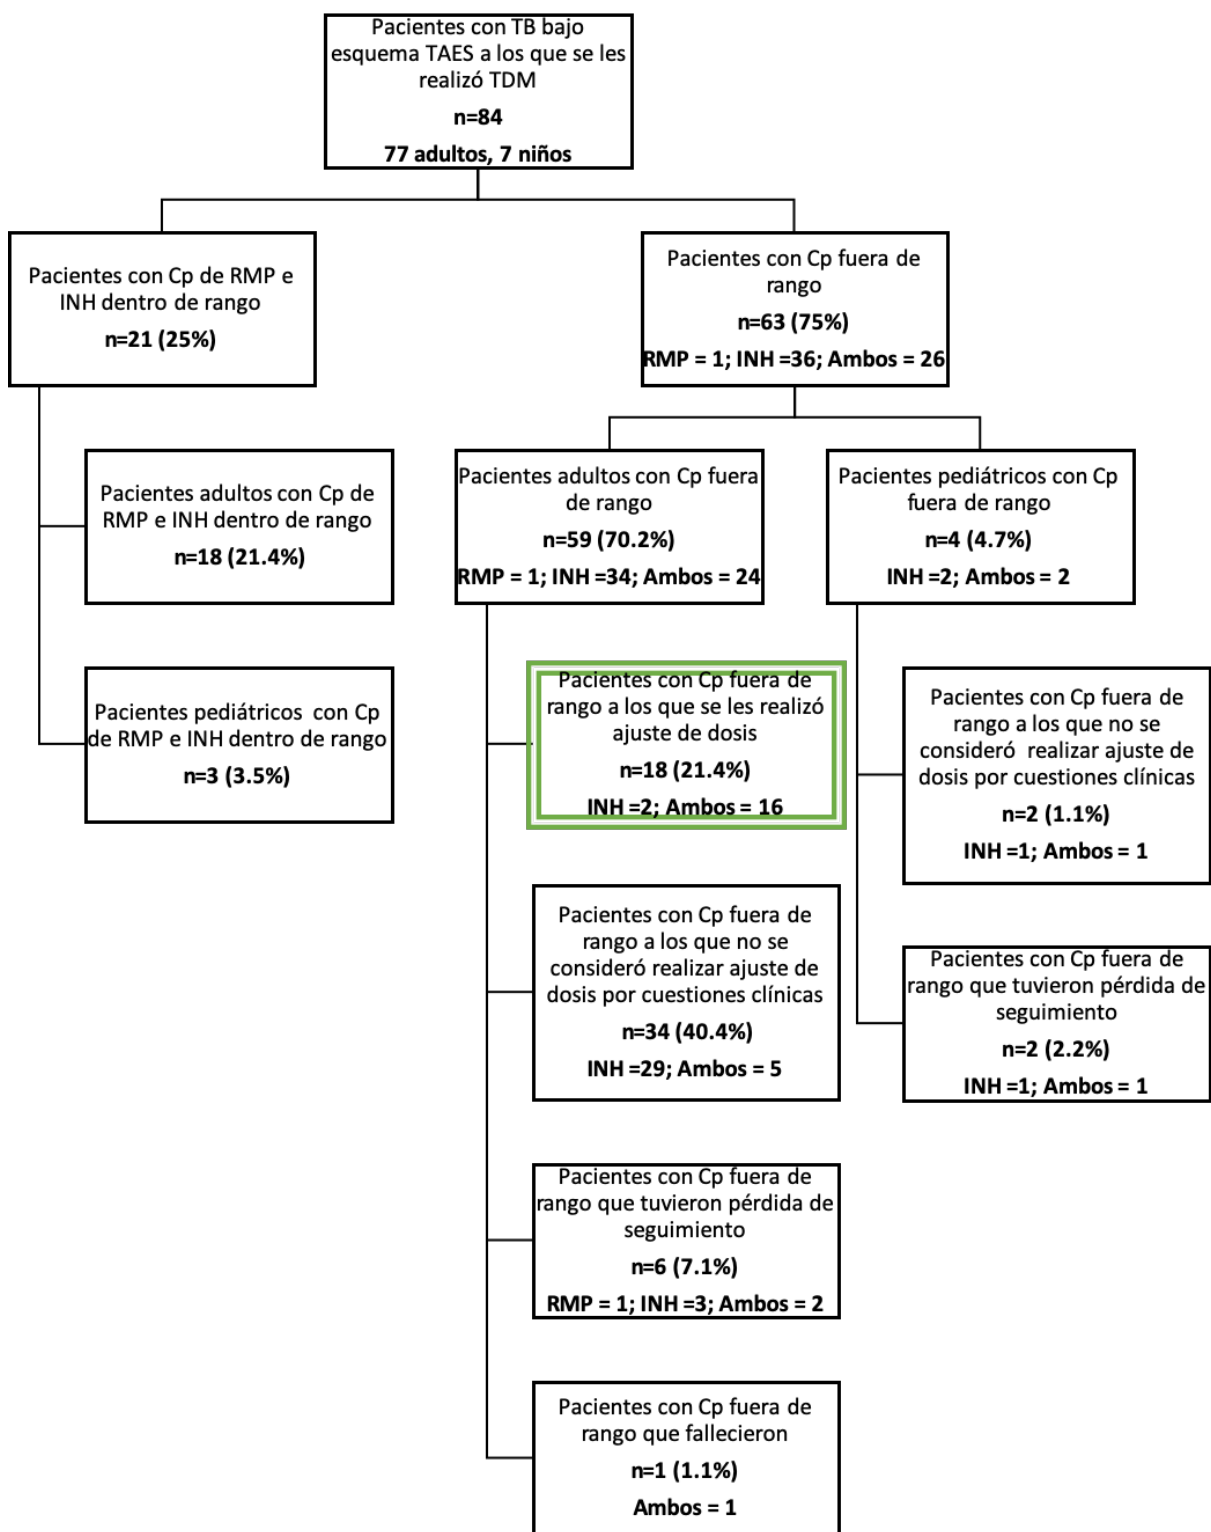 Pacientes con TB bajo
esquema TAES a los que se les
realizó TDM
n=84
77 adultos, 7 niños
Pacientes con Cp de RMP e
INH dentro de rango
n=21 (25%)
Pacientes con Cp fuera de
rango
n=63 (75%)
RMP = 1; INH =36; Ambos = 26
Pacientes adultos con Cp de
RMP e INH dentro de rango
n=18 (21.4%)
Pacientes pediátricos con Cp
de RMP e INH dentro de rango
n=3 (3.5%)
Pacientes adultos con Cp fuera
de rango
n=59 (70.2%)
RMP = 1; INH =34; Ambos = 24
Pacientes pediátricos con Cp
fuera de rango
n=4 (4.7%)
INH =2; Ambos = 2
Pacientes con Cp fuera de
rango a los que se les realizó
ajuste de dosis
n=18 (21.4%)
INH =2; Ambos = 16
Pacientes con Cp fuera de
rango a los que no se
consideró realizar ajuste de
dosis por cuestiones clínicas
n=34 (40.4%)
INH =29; Ambos = 5
Pacientes con Cp fuera de
rango que tuvieron pérdida de
seguimiento
n=6 (7.1%)
RMP = 1; INH =3; Ambos = 2
Pacientes con Cp fuera de
rango que fallecieron
n=1 (1.1%)
Ambos = 1
Pacientes con Cp fuera de
rango a los que no se
consideró realizar ajuste de
dosis por cuestiones clínicas
n=2 (1.1%)
INH =1; Ambos = 1
Pacientes con Cp fuera de
rango que tuvieron pérdida de
seguimiento
n=2 (2.2%)
INH =1; Ambos = 1